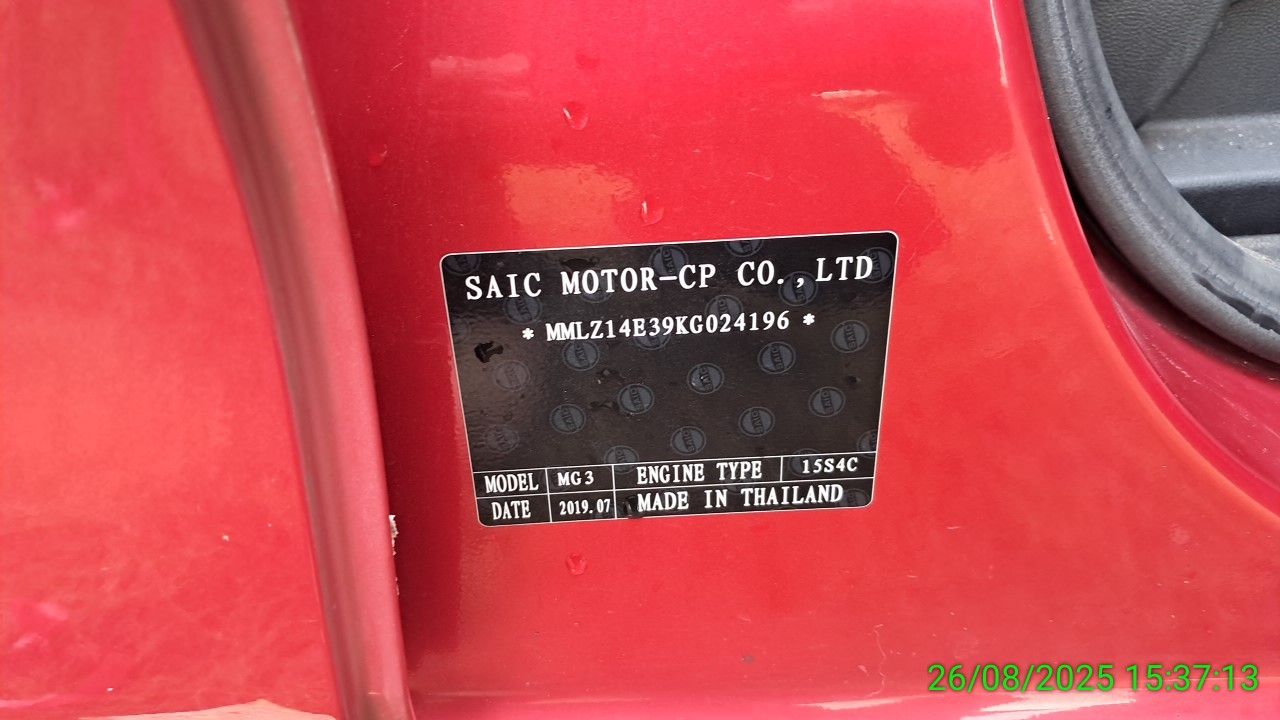 SAIC MOTOR-CP CO.,LTD
* MMLZ14E39KG024196 *
MODEL MG3 ENGINE TYPE 15S4C
DATE 2019.07 MADE IN THAILAND
26/08/2025 15:37:13